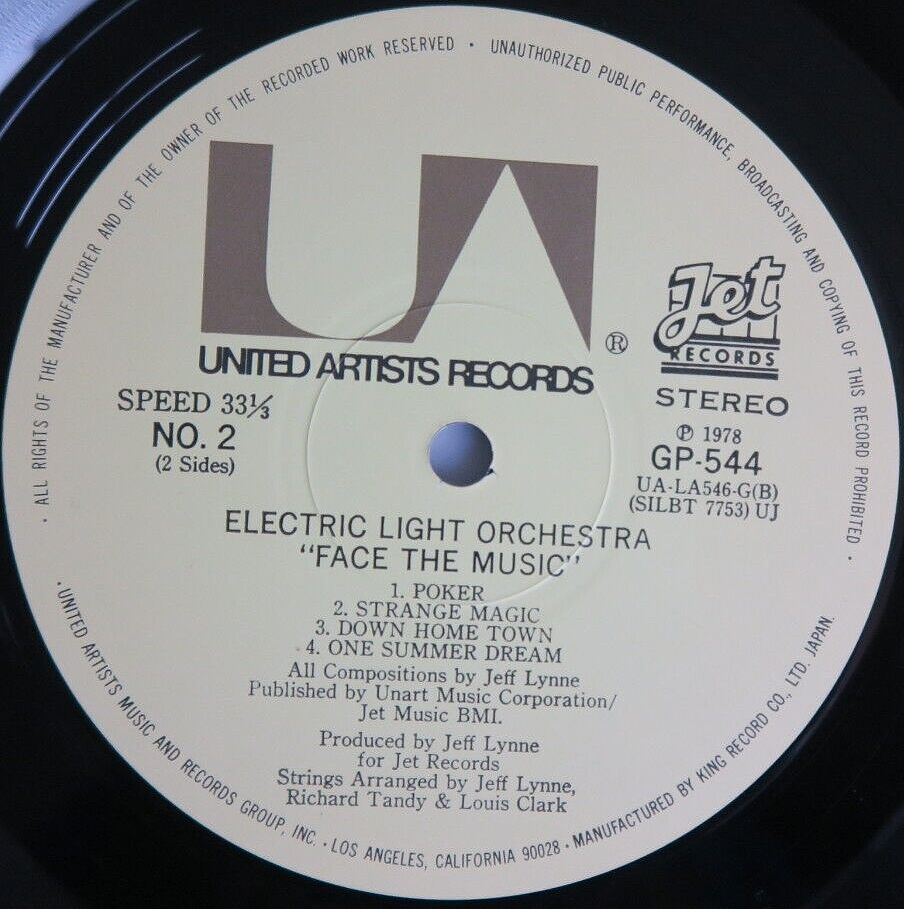 • ALL RIGHTS OF THE MANUFACTURER AND OF THE OWNER OF THE RECORDED WORK RESERVED • UNAUTHORIZED PUBLIC PERFORMANCE, BROADCASTING AND COPYING OF THIS RECORD PROHIBITED •
UA
®
UNITED ARTISTS RECORDS
Jet
RECORDS
SPEED 33⅓
NO. 2
(2 Sides)
STEREO
Ⓟ 1978
GP-544
UA-LA546-G(B)
(SILBT 7753) UJ
ELECTRIC LIGHT ORCHESTRA
"FACE THE MUSIC"
1. POKER
2. STRANGE MAGIC
3. DOWN HOME TOWN
4. ONE SUMMER DREAM
All Compositions by Jeff Lynne
Published by Unart Music Corporation/
Jet Music BMI.
Produced by Jeff Lynne
for Jet Records
Strings Arranged by Jeff Lynne,
Richard Tandy & Louis Clark
• UNITED ARTISTS MUSIC AND RECORDS GROUP, INC. • LOS ANGELES, CALIFORNIA 90028 • MANUFACTURED BY KING RECORD CO., LTD. JAPAN.